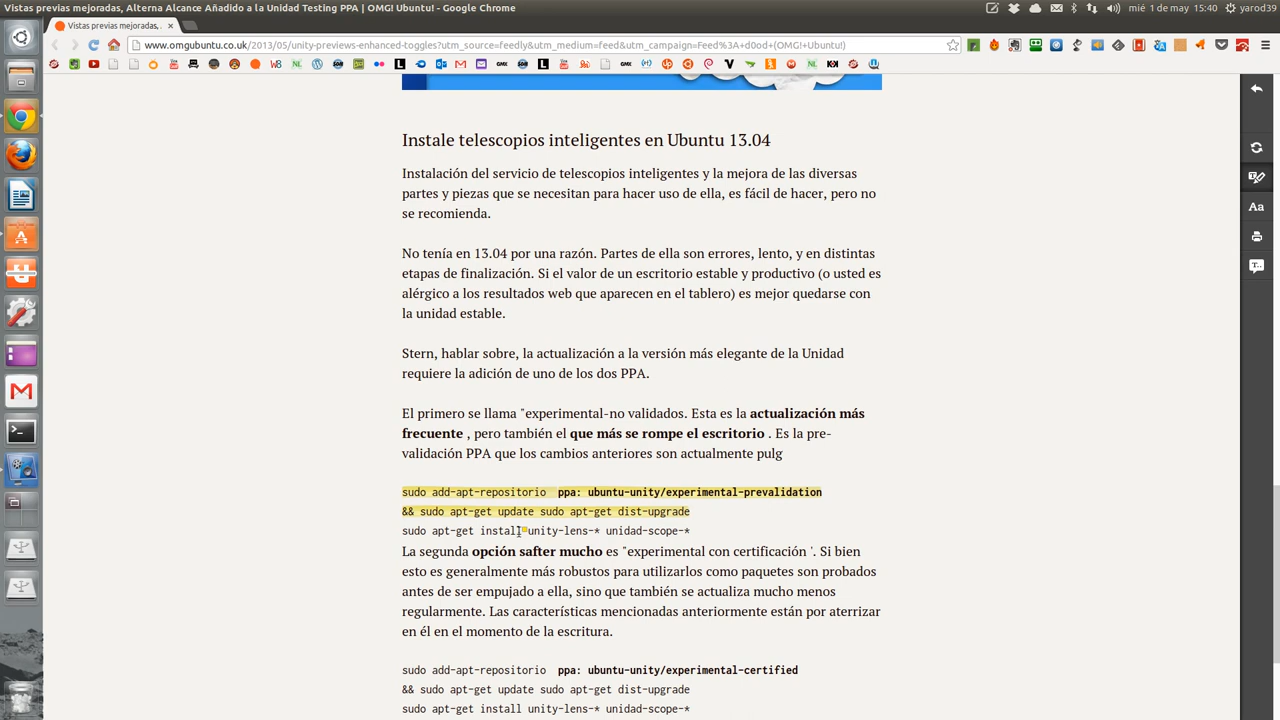 Vistas previas mejoradas, Alterna Alcance Añadido a la Unidad Testing PPA | OMG! Ubuntu! - Google Chrome
mié 1 de may 15:40 yarod39
Vistas previas mejoradas,
www.omgubuntu.co.uk/2013/05/unity-previews-enhanced-toggles?utm_source=feedly&utm_medium=feed&utm_campaign=Feed%3A+d0od+(OMG!+Ubuntu!)
Instale telescopios inteligentes en Ubuntu 13.04
Instalación del servicio de telescopios inteligentes y la mejora de las diversas
partes y piezas que se necesitan para hacer uso de ella, es fácil de hacer, pero no
se recomienda.
No tenía en 13.04 por una razón. Partes de ella son errores, lento, y en distintas
etapas de finalización. Si el valor de un escritorio estable y productivo (o usted es
alérgico a los resultados web que aparecen en el tablero) es mejor quedarse con
la unidad estable.
Stern, hablar sobre, la actualización a la versión más elegante de la Unidad
requiere la adición de uno de los dos PPA.
El primero se llama "experimental-no validados. Esta es la actualización más
frecuente , pero también el que más se rompe el escritorio . Es la pre-
validación PPA que los cambios anteriores son actualmente pulg
sudo add-apt-repositorio ppa: ubuntu-unity/experimental-prevalidation
&& sudo apt-get update sudo apt-get dist-upgrade
sudo apt-get install unity-lens-* unidad-scope-*
La segunda opción safter mucho es "experimental con certificación '. Si bien
esto es generalmente más robustos para utilizarlos como paquetes son probados
antes de ser empujado a ella, sino que también se actualiza mucho menos
regularmente. Las características mencionadas anteriormente están por aterrizar
en él en el momento de la escritura.
sudo add-apt-repositorio ppa: ubuntu-unity/experimental-certified
&& sudo apt-get update sudo apt-get dist-upgrade
sudo apt-get install unity-lens-* unidad-scope-*
Aa